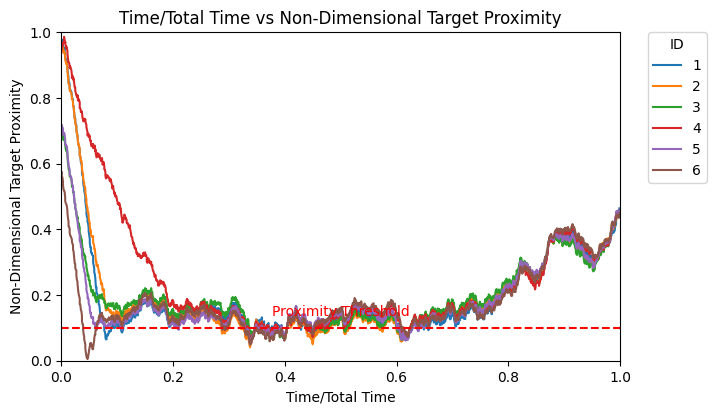 Time/Total Time vs Non-Dimensional Target Proximity
ID
1
2
3
4
5
6
Non-Dimensional Target Proximity
1.0
0.8
0.6
0.4
0.2
0.0
Proximity Threshold
0.0 0.2 0.4 0.6 0.8 1.0
Time/Total Time